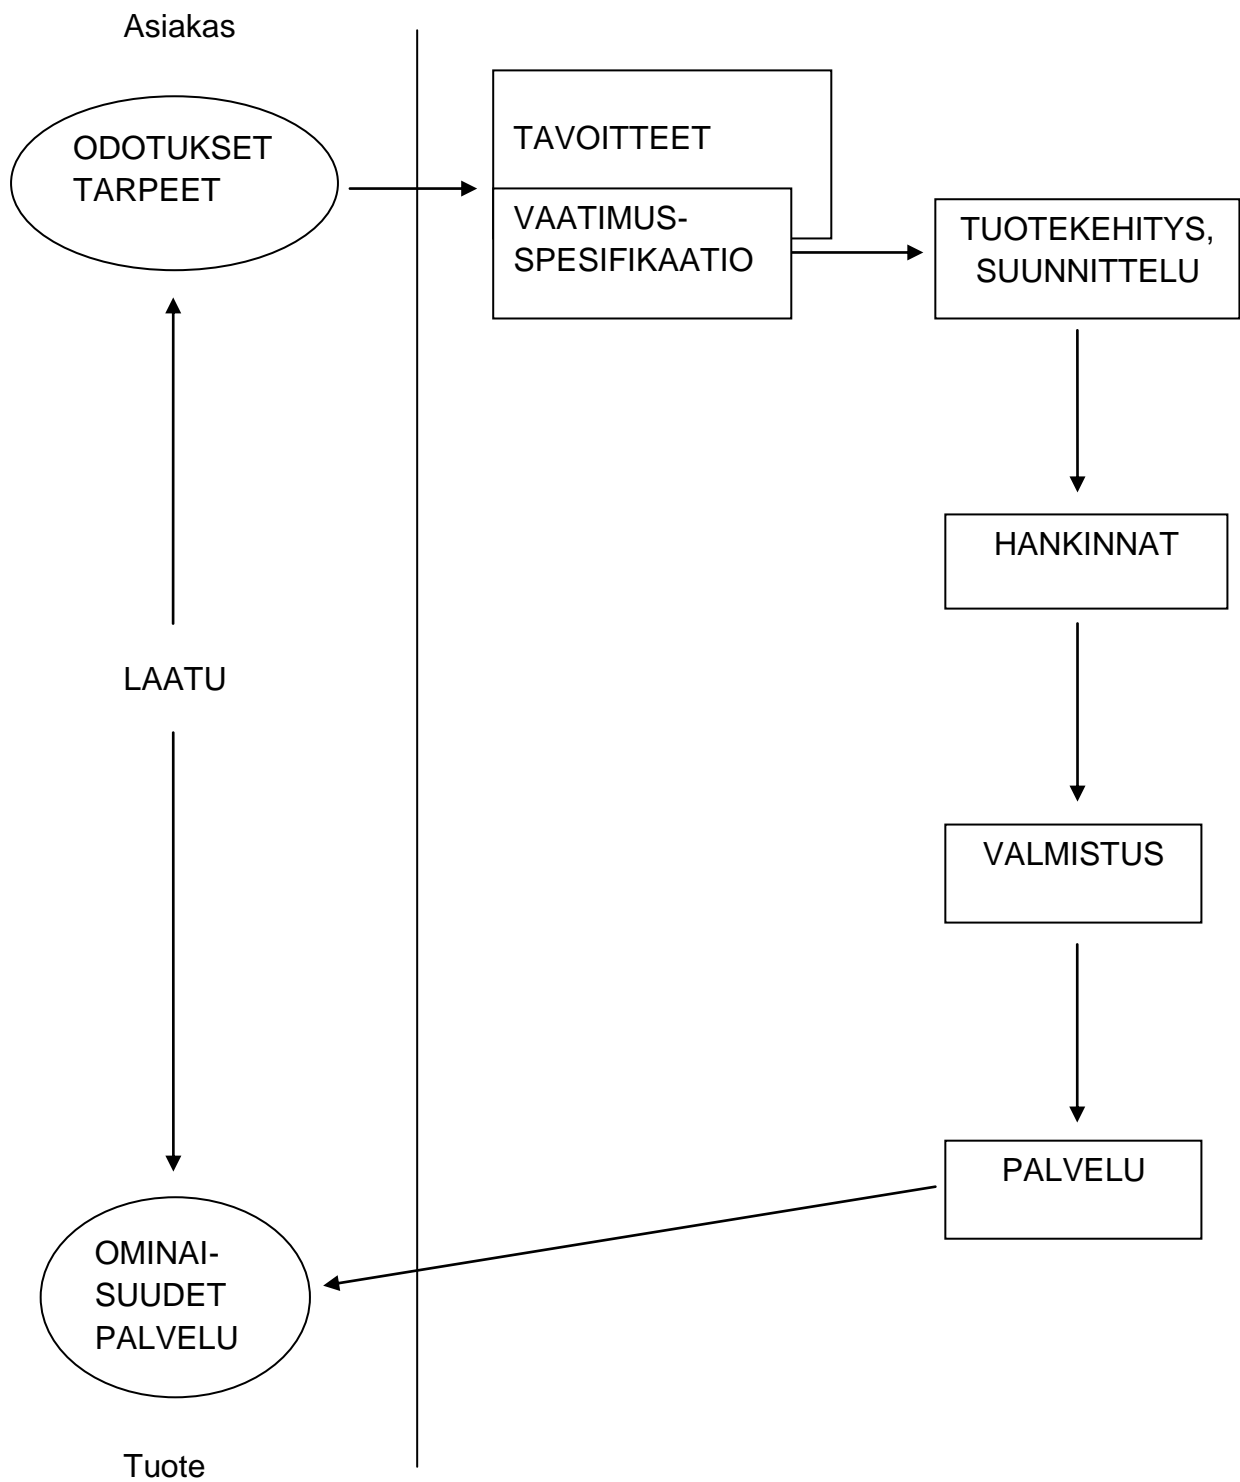 Asiakas
ODOTUKSET
TARPEET
TAVOITTEET
VAATIMUS-
SPESIFIKAATIO
TUOTEKEHITYS,
SUUNNITTELU
HANKINNAT
LAATU
VALMISTUS
PALVELU
OMINAI-
SUUDET
PALVELU
Tuote